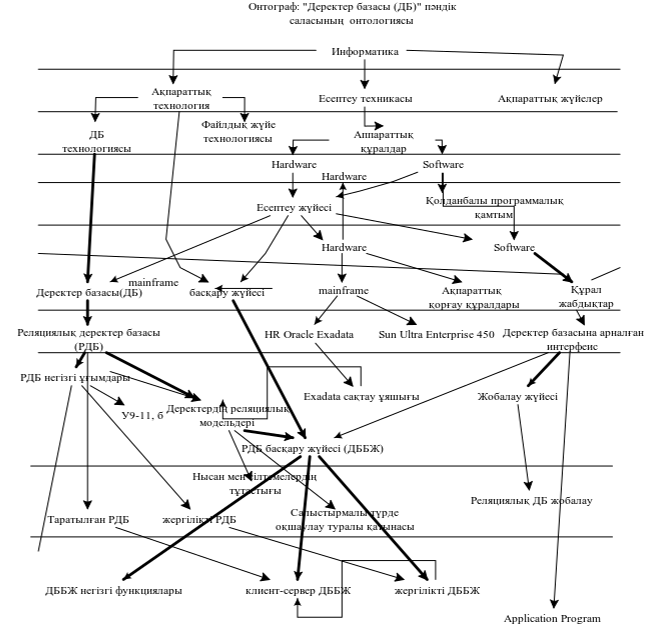 Онтограф: "Деректер базасы (ДБ)" пәндік
саласының онтологиясы
Информатика
Ақпараттық
технология
Есептеу техникасы
Ақпараттық жүйелер
ДБ
технологиясы
Файлдық жүйе
технологиясы
Аппараттық
құралдар
Hardware
Software
Hardware
Есептеу жүйесі
Қолданбалы программалық
қамтым
Hardware
Software
Деректер базасы(ДБ)
mainframe
басқару жүйесі
mainframe
Ақпараттық
қорғау құралдары
Құрал
жабдықтар
Реляциялық деректер базасы
(РДБ)
HR Oracle Exadata
Sun Ultra Enterprise 450
Деректер базасына арналған
интерфейс
РДБ негізгі ұғымдары
У9-11, б
Деректердің реляциялық
модельдері
Exadata сақтау ұяшығы
Жобалау жүйесі
РДБ басқару жүйесі (ДББЖ)
Нысан мен сілтемелердің
тұтастығы
Реляциялық ДБ жобалау
Таратылған РДБ
жергілікті РДБ
Салыстырмалы түрде
оқшаулау туралы қатынасы
ДББЖ негізгі функциялары
клиент-сервер ДББЖ
жергілікті ДББЖ
Application Program